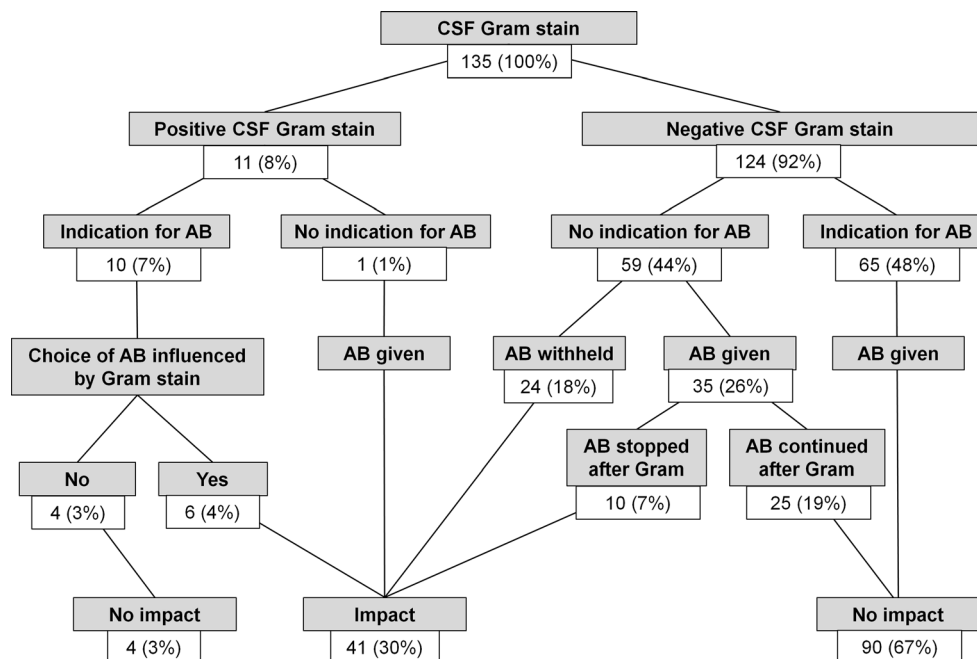 CSF Gram stain
135 (100%)
Positive CSF Gram stain
11 (8%)
Negative CSF Gram stain
124 (92%)
Indication for AB
10 (7%)
No indication for AB
1 (1%)
No indication for AB
59 (44%)
Indication for AB
65 (48%)
Choice of AB influenced
by Gram stain
AB given
AB withheld
24 (18%)
AB given
35 (26%)
AB given
No
4 (3%)
Yes
6 (4%)
AB stopped
after Gram
10 (7%)
AB continued
after Gram
25 (19%)
No impact
4 (3%)
Impact
41 (30%)
No impact
90 (67%)